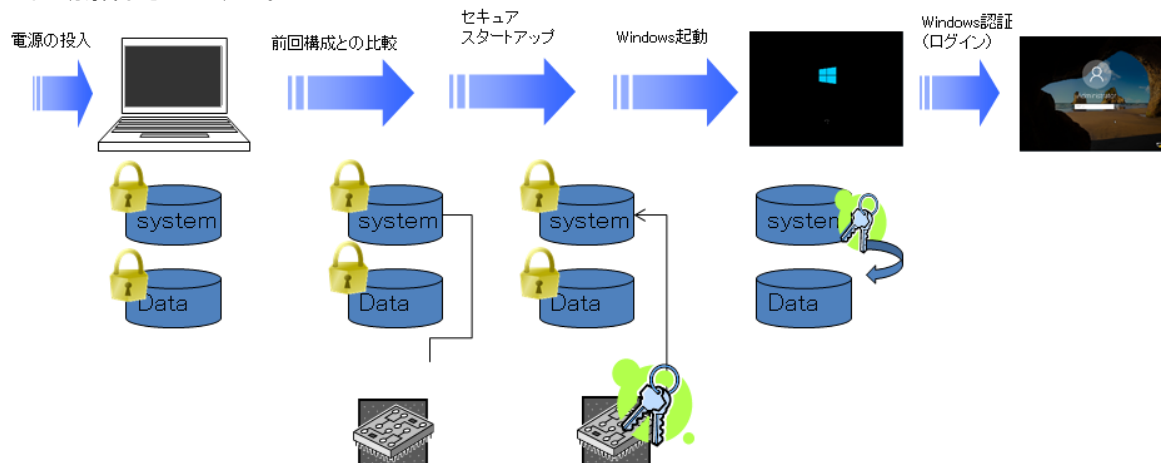 電源の投入
前回構成との比較
セキュア
スタートアップ
Windows起動
Windows認証
(ログイン)
system
system
system
system
Data
Data
Data
Data